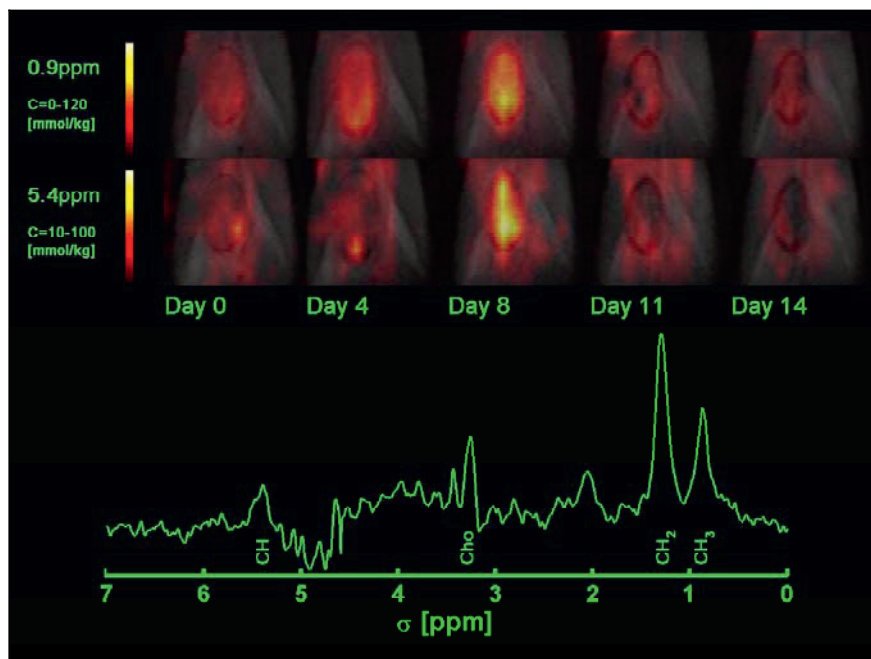 0.9ppm
C=0-120
[mmol/kg]
5.4ppm
C=10-100
[mmol/kg]
Day 0 Day 4 Day 8 Day 11 Day 14
CH Cho CH₂ CH₃
7 6 5 4 3 2 1 0
σ [ppm]